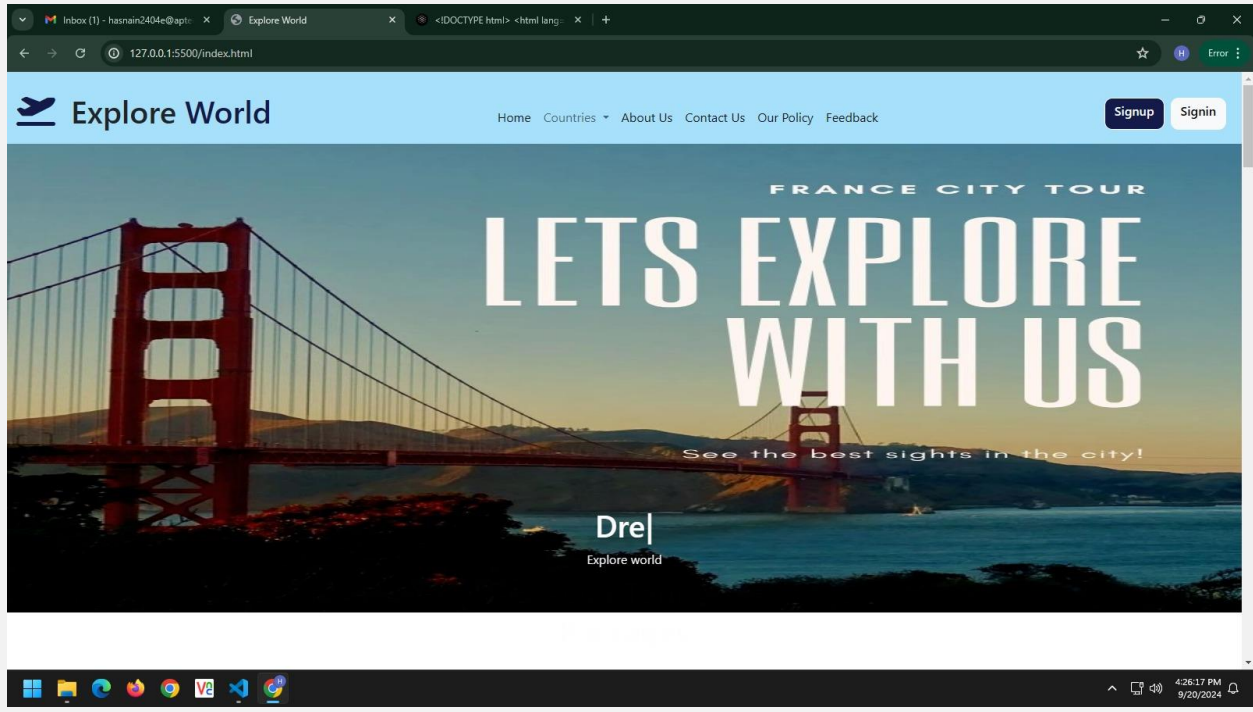 Inbox (1) - hasnain2404e@apte
Explore World
<!DOCTYPE html> <html lang=
127.0.0.1:5500/index.html
H
Error
Explore World
Home Countries About Us Contact Us Our Policy Feedback
Signup Signin
FRANCE CITY TOUR
LETS EXPLORE
WITH US
See the best sights in the city!
Dre|
Explore world
4:26:17 PM
9/20/2024